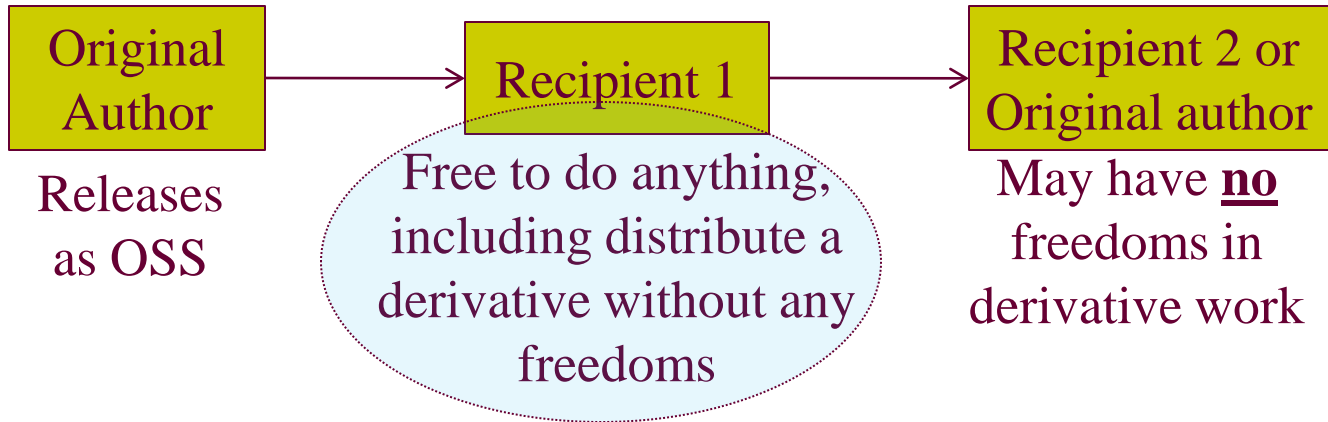 Original
Author
Releases
as OSS
Recipient 1
Free to do anything,
including distribute a
derivative without any
freedoms
Recipient 2 or
Original author
May have no
freedoms in
derivative work